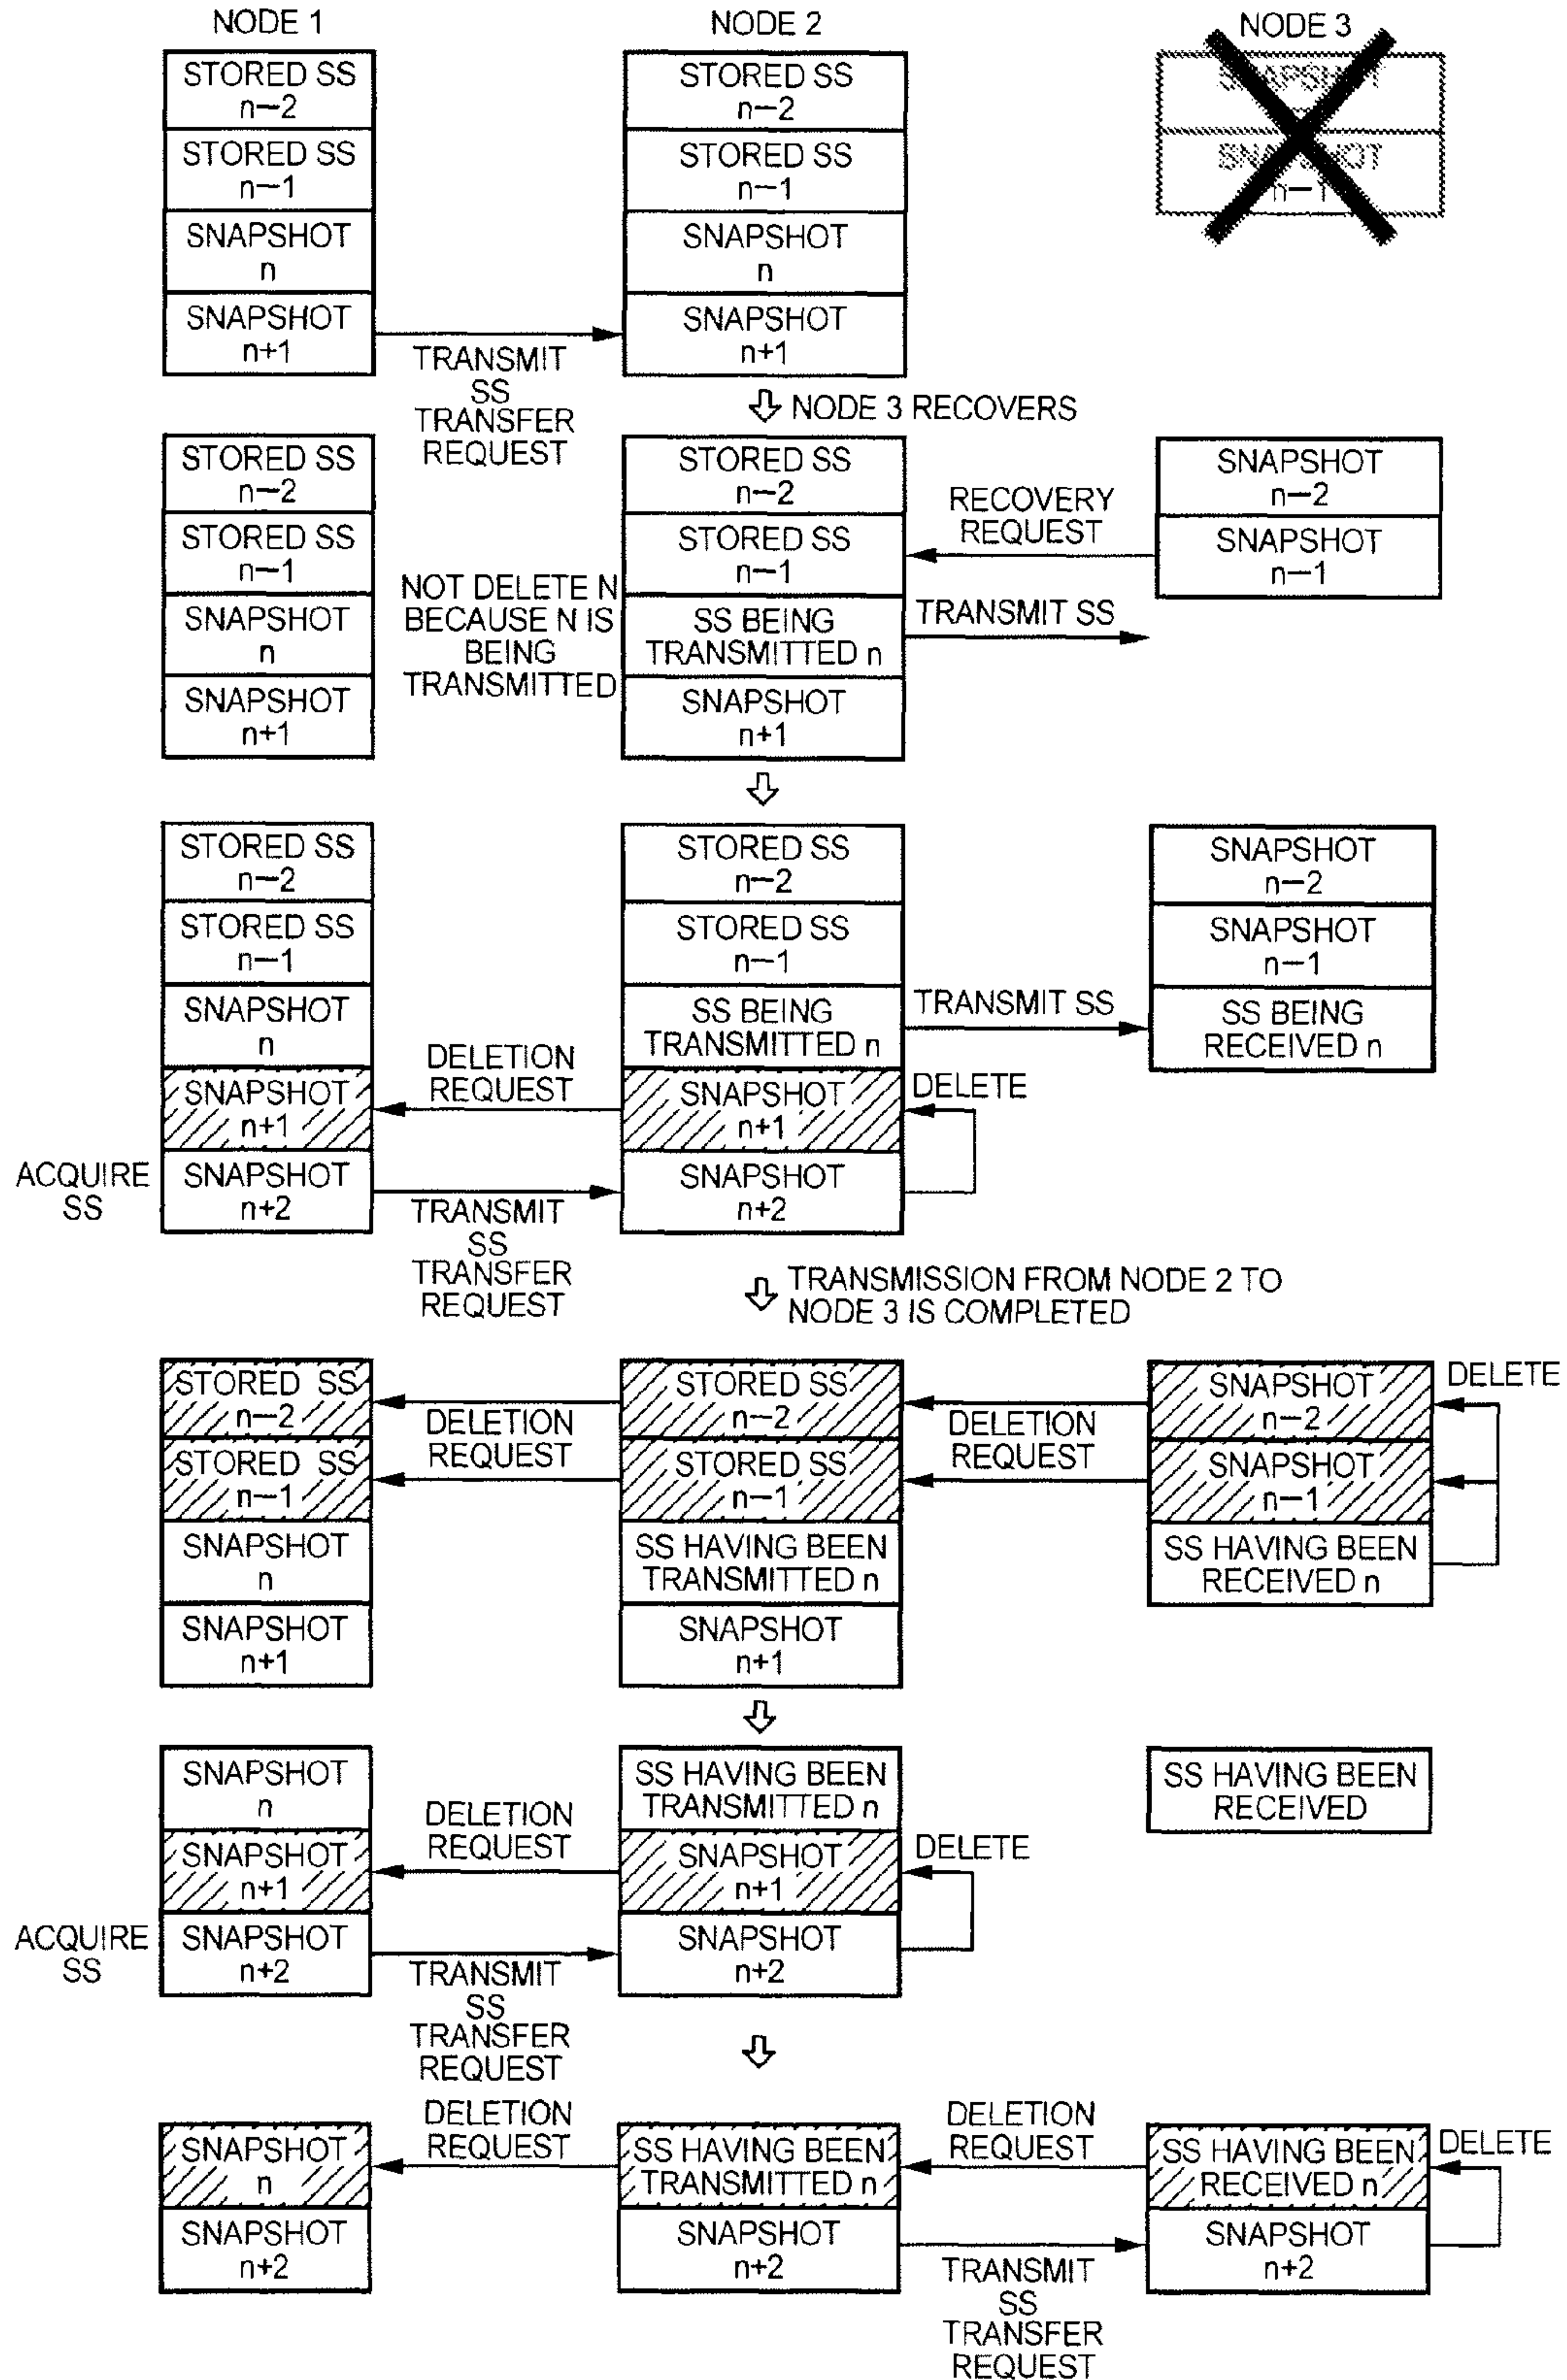 NODE 1
NODE 2
NODE 3
STORED SS
n-2
STORED SS
n-1
SNAPSHOT
n
SNAPSHOT
n+1
TRANSMIT
SS
TRANSFER
REQUEST
STORED SS
n-2
STORED SS
n-1
SNAPSHOT
n
SNAPSHOT
n+1
SNAPSHOT
SNAPSHOT
n-1
NODE 3 RECOVERS
STORED SS
n-2
STORED SS
n-1
SNAPSHOT
n
SNAPSHOT
n+1
NOT DELETE N
BECAUSE N IS
BEING
TRANSMITTED
STORED SS
n-2
STORED SS
n-1
SS BEING
TRANSMITTED n
SNAPSHOT
n+1
RECOVERY
REQUEST
TRANSMIT SS
SNAPSHOT
n-2
SNAPSHOT
n-1
STORED SS
n-2
STORED SS
n-1
SNAPSHOT
n
SNAPSHOT
n+1
ACQUIRE
SS
SNAPSHOT
n+2
DELETION
REQUEST
TRANSMIT
SS
TRANSFER
REQUEST
STORED SS
n-2
STORED SS
n-1
SS BEING
TRANSMITTED n
SNAPSHOT
n+1
SNAPSHOT
n+2
TRANSMIT SS
DELETE
SNAPSHOT
n-2
SNAPSHOT
n-1
SS BEING
RECEIVED n
TRANSMISSION FROM NODE 2 TO
NODE 3 IS COMPLETED
STORED SS
n-2
STORED SS
n-1
SNAPSHOT
n
SNAPSHOT
n+1
DELETION
REQUEST
STORED SS
n-2
STORED SS
n-1
SS HAVING BEEN
TRANSMITTED n
SNAPSHOT
n+1
DELETION
REQUEST
SNAPSHOT
n-2
SNAPSHOT
n-1
SS HAVING BEEN
RECEIVED n
DELETE
SNAPSHOT
n
SNAPSHOT
n+1
ACQUIRE
SS
SNAPSHOT
n+2
DELETION
REQUEST
TRANSMIT
SS
TRANSFER
REQUEST
SS HAVING BEEN
TRANSMITTED n
SNAPSHOT
n+1
SNAPSHOT
n+2
DELETE
SS HAVING BEEN
RECEIVED
SNAPSHOT
n
SNAPSHOT
n+2
DELETION
REQUEST
SS HAVING BEEN
TRANSMITTED n
SNAPSHOT
n+2
DELETION
REQUEST
TRANSMIT
SS
TRANSFER
REQUEST
SS HAVING BEEN
RECEIVED n
SNAPSHOT
n+2
DELETE